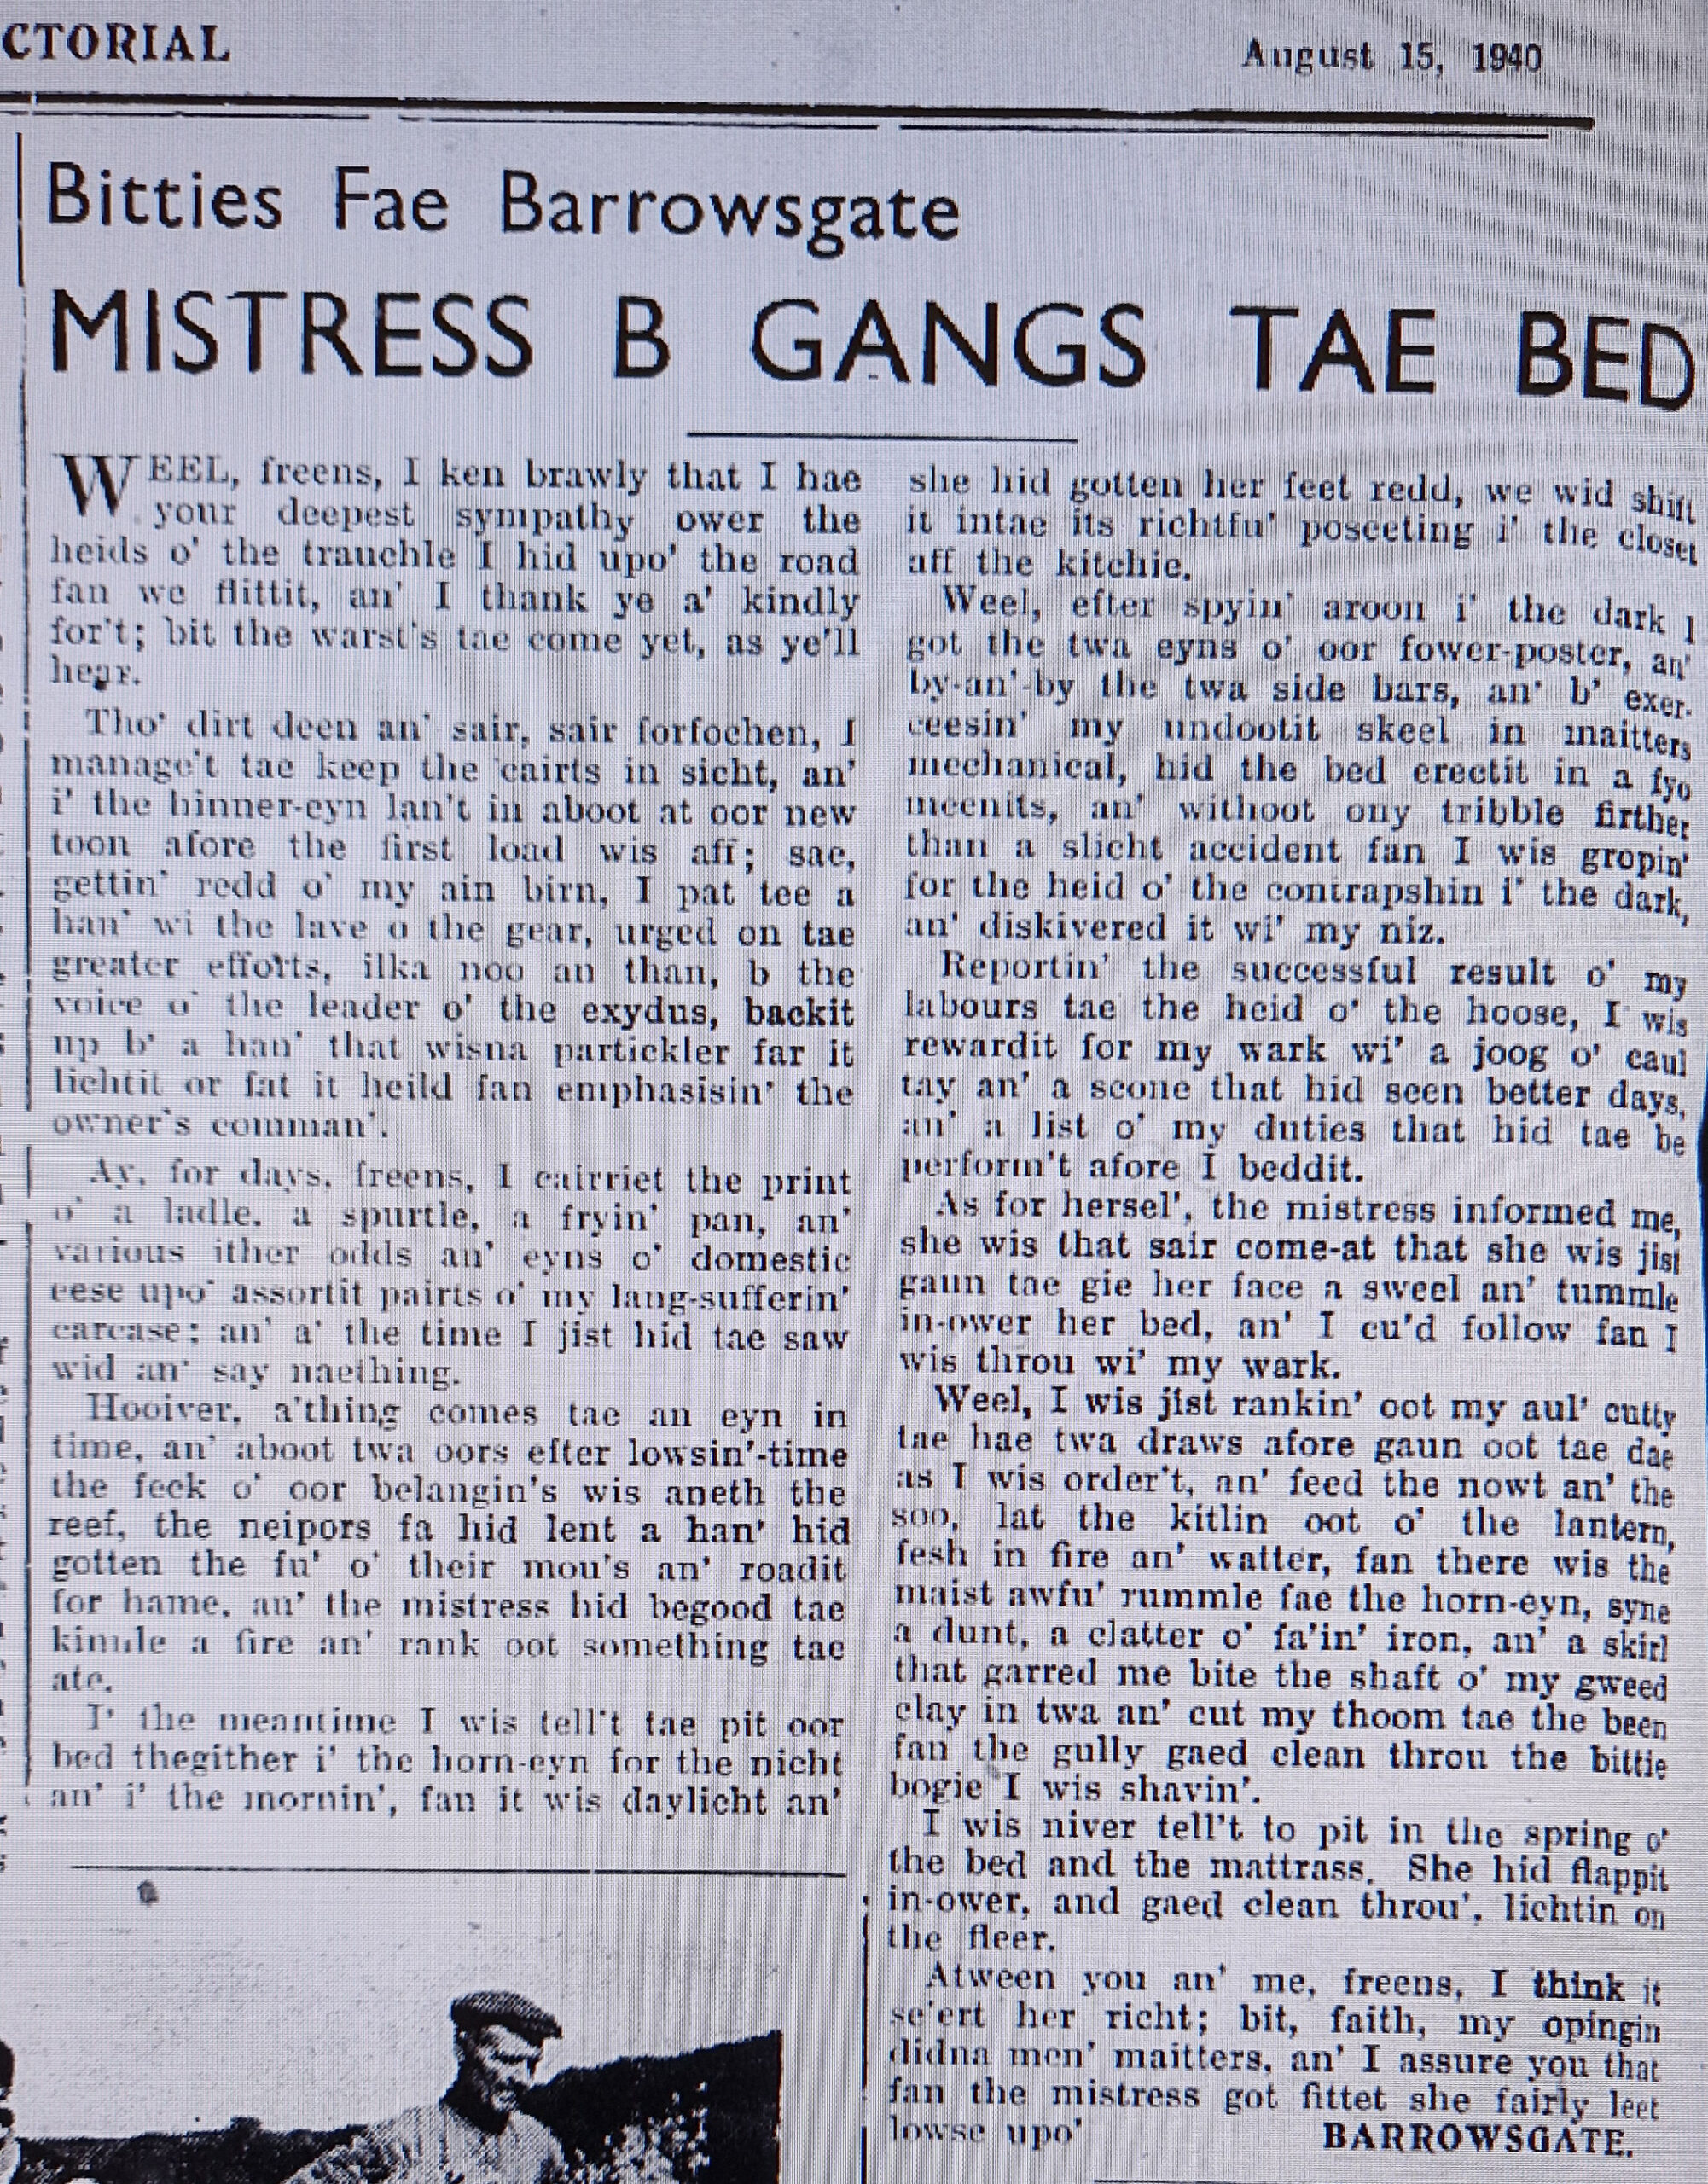 CTORIAL
August 15, 1940
Bitties Fae Barrowsgate
MISTRESS B GANGS TAE BED
WEEL, freens, I ken brawly that I hae
your deepest sympathy ower the
heids o' the trauchle I hid upo' the road
fan we flittit, an' I thank ye a' kindly
for't; bit the warst's tae come yet, as ye'll
hear.
Tho' dirt deen an' sair, sair forfochen, I
manage't tae keep the cairts in sicht, an'
i' the hinner-eyn lan't in aboot at oor new
toon afore the first load wis aff; sae,
gettin' redd o' my ain birn, I pat tee a
han' wi the lave o the gear, urged on tae
greater efforts, ilka noo an than, b the
voice o' the leader o' the exydus, backit
up b' a han' that wisna partickler far it
lichtit or fat it heild fan emphasisin' the
owner's comman'.
Ay, for days, freens, I cairriet the print
o' a ladle, a spurtle, a fryin' pan, an'
various ither odds an' eyns o' domestic
eese upo' assortit pairts o' my lang-sufferin'
carcase; an' a' the time I jist hid tae saw
wid an' say naething.
Hooiver, a'thing comes tae an eyn in
time, an' aboot twa oors efter lowsin'-time
the feck o' oor belangin's wis aneth the
reef, the neipors fa hid lent a han' hid
gotten the fu' o' their mou's an' roadit
for hame, an' the mistress hid begood tae
kinnle a fire an' rank oot something tae
ate.
I' the meantime I wis tell't tae pit oor
bed thegither i' the horn-eyn for the nicht
an' i' the mornin', fan it wis daylicht an'
she hid gotten her feet redd, we wid shift
it intae its richtfu' posceeting i' the closet
aff the kitchie.
Weel, efter spyin' aroon i' the dark I
got the twa eyns o' oor fower-poster, an'
by-an'-by the twa side bars, an' b' exer-
ceesin' my undootit skeel in maitters
mechanical, hid the bed erectit in a fyo
meenits, an' withoot ony tribble firther
than a slicht accident fan I wis gropin'
for the heid o' the contrapshin i' the dark,
an' diskivered it wi' my niz.
Reportin' the successful result o' my
labours tae the heid o' the hoose, I wis
rewardit for my wark wi' a joog o' caul
tay an' a scone that hid seen better days,
an' a list o' my duties that hid tae be
perform't afore I beddit.
As for hersel', the mistress informed me,
she wis that sair come-at that she wis jist
gaun tae gie her face a sweel an' tummle
in-ower her bed, an' I cu'd follow fan I
wis throu wi' my wark.
Weel, I wis jist rankin' oot my aul' cutty
tae hae twa draws afore gaun oot tae dae
as I wis order't, an' feed the nowt an' the
soo, lat the kitlin oot o' the lantern,
fesh in fire an' watter, fan there wis the
maist awfu' rummle fae the horn-eyn, syne
a dunt, a clatter o' fa'in' iron, an' a skirl
that garred me bite the shaft o' my gweed
clay in twa an' cut my thoom tae the been
fan the gully gaed clean throu the bittie
bogie I wis shavin'.
I wis niver tell't to pit in the spring o'
the bed and the mattrass. She hid flappit
in-ower, and gaed clean throu', lichtin on
the fleer.
Atween you an' me, freens, I think it
se'ert her richt; bit, faith, my opingin
didna men' maitters, an' I assure you that
fan the mistress got fittet she fairly leet
lowse upo'
BARROWSGATE.